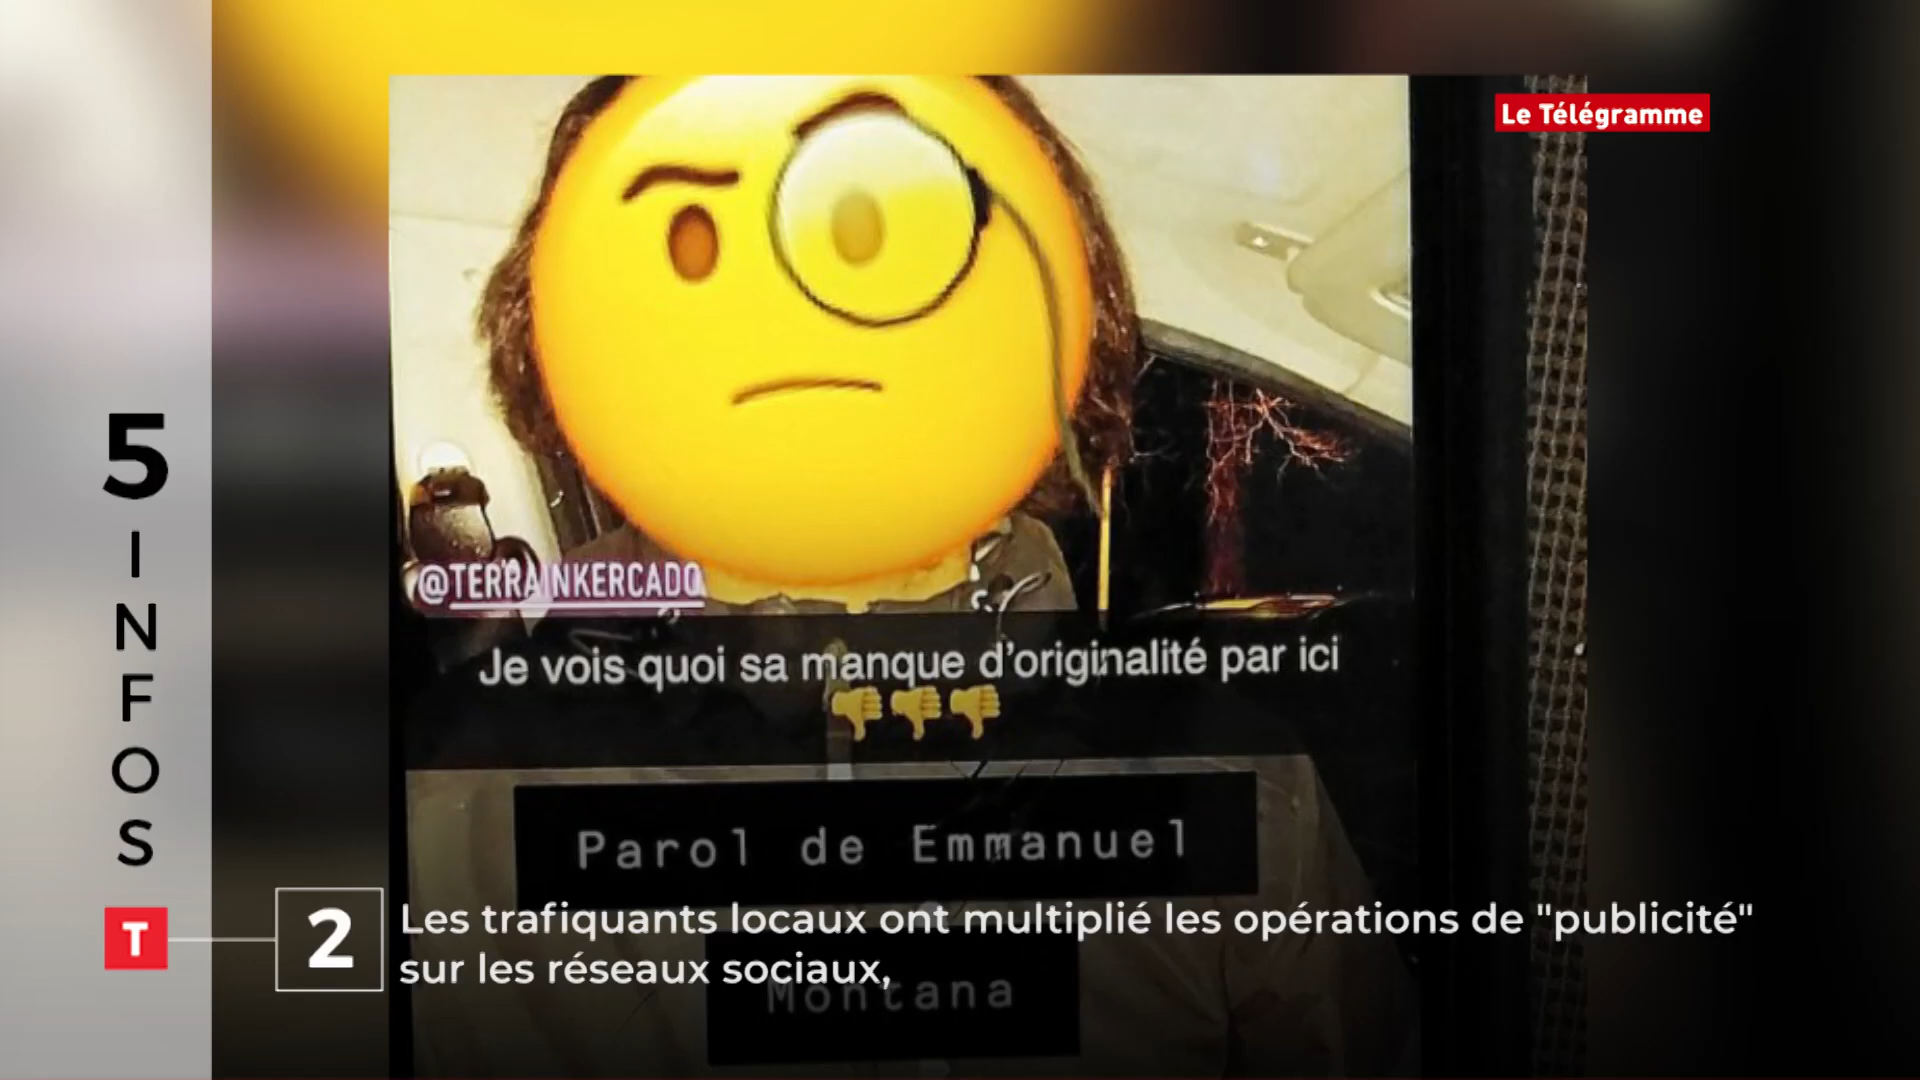 Le Télégramme
5
INFOS
T
@TERRAINKERCADO
Je vois quoi sa manque d'originalité par ici
👎👎👎
Parol de Emmanuel
Montana
2
Les trafiquants locaux ont multiplié les opérations de "publicité"
sur les réseaux sociaux,